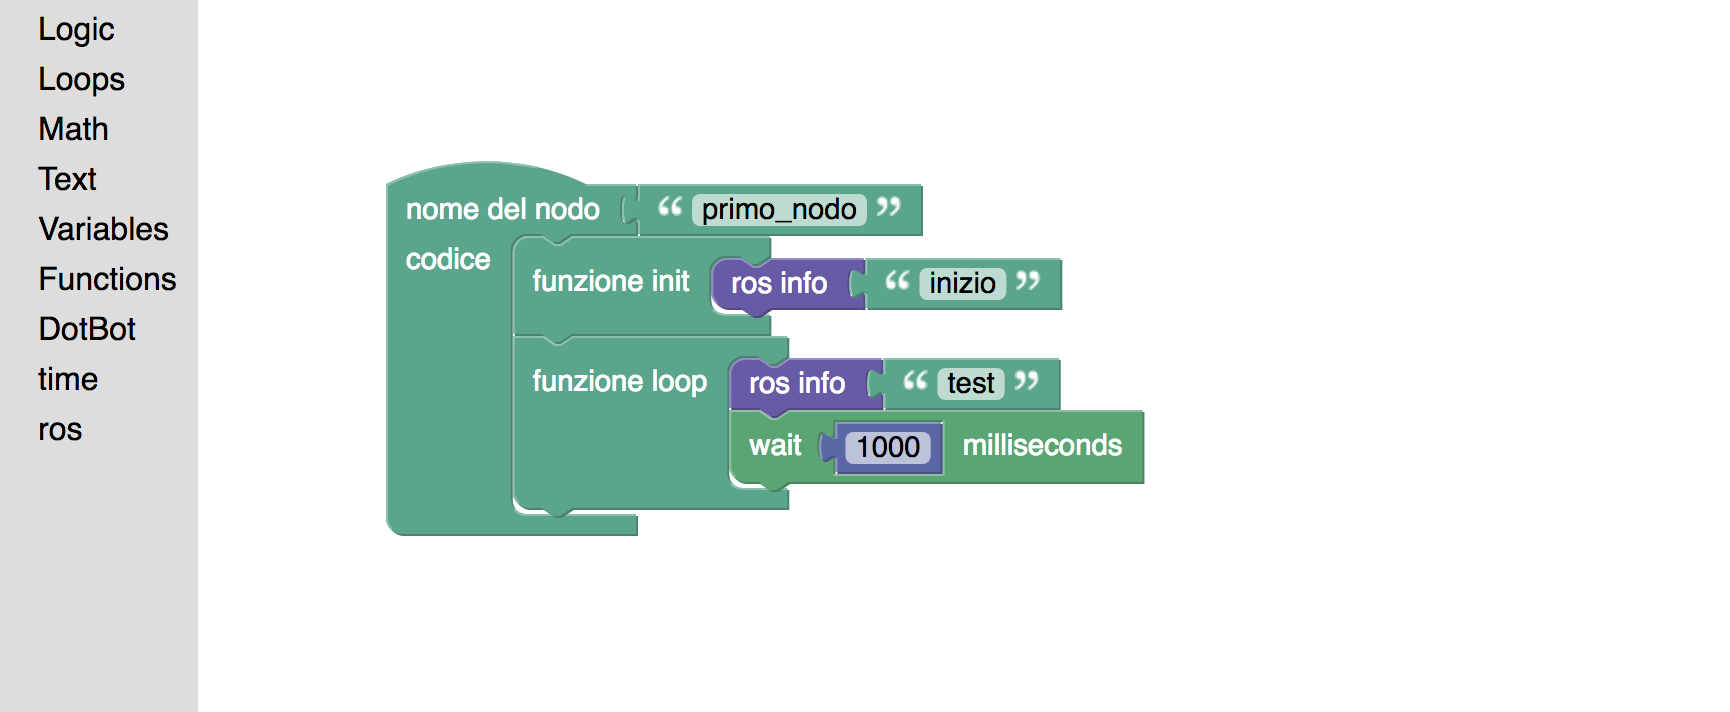 Logic
Loops
Math
Text
Variables
Functions
DotBot
time
ros
nome del nodo “ primo_nodo ”
codice
funzione init ros info “ inizio ”
funzione loop ros info “ test ”
wait 1000 milliseconds